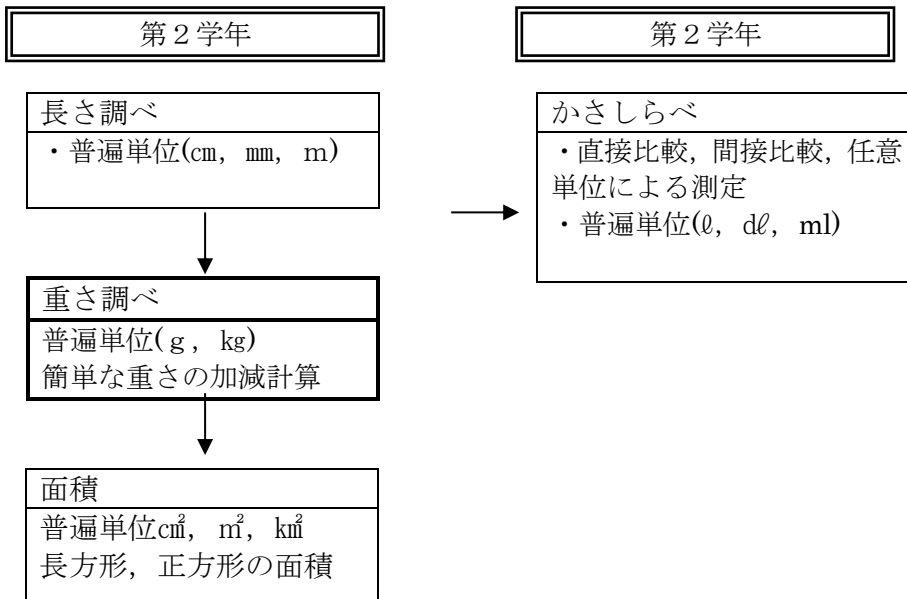 第２学年
第２学年
長さ調べ
・普遍単位(㎝，㎜，ｍ)
かさしらべ
・直接比較，間接比較，任意
単位による測定
・普遍単位(ℓ，ⅾℓ，ml)
重さ調べ
普遍単位(ｇ，㎏)
簡単な重さの加減計算
面積
普遍単位㎠，㎡，㎢
長方形，正方形の面積